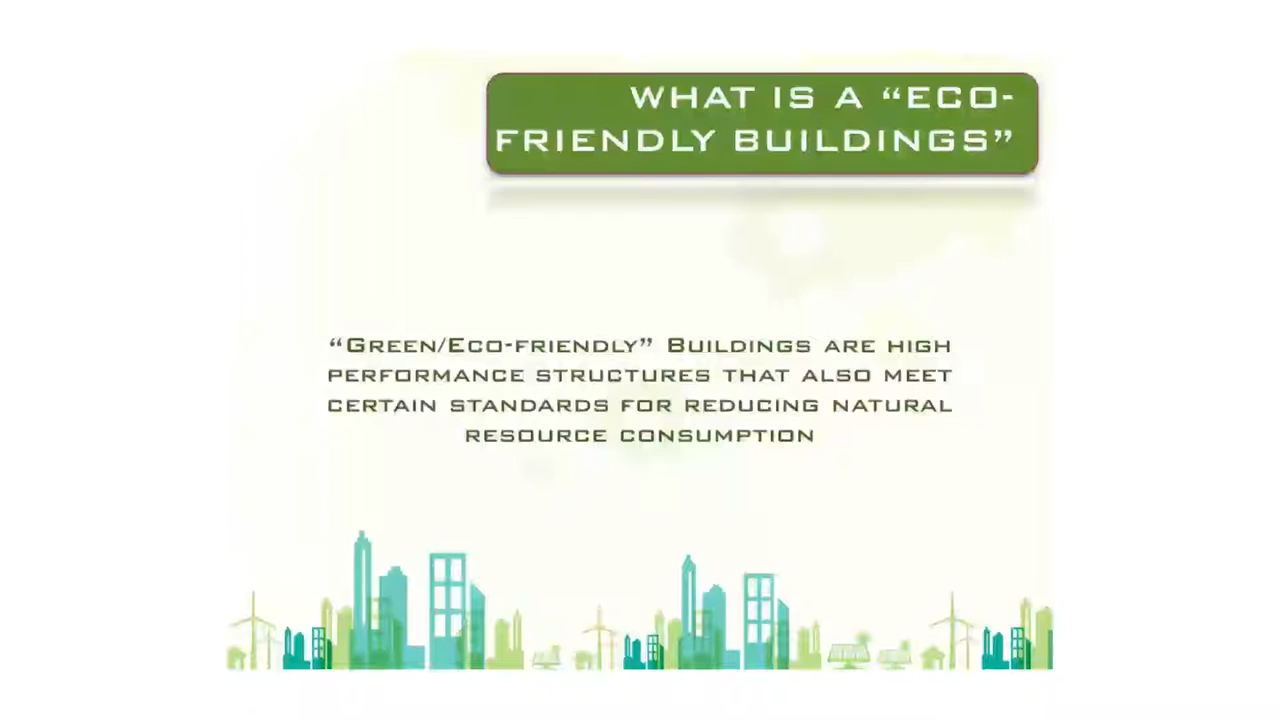 WHAT IS A “ECO-
FRIENDLY BUILDINGS”
“GREEN/ECO-FRIENDLY” BUILDINGS ARE HIGH
PERFORMANCE STRUCTURES THAT ALSO MEET
CERTAIN STANDARDS FOR REDUCING NATURAL
RESOURCE CONSUMPTION